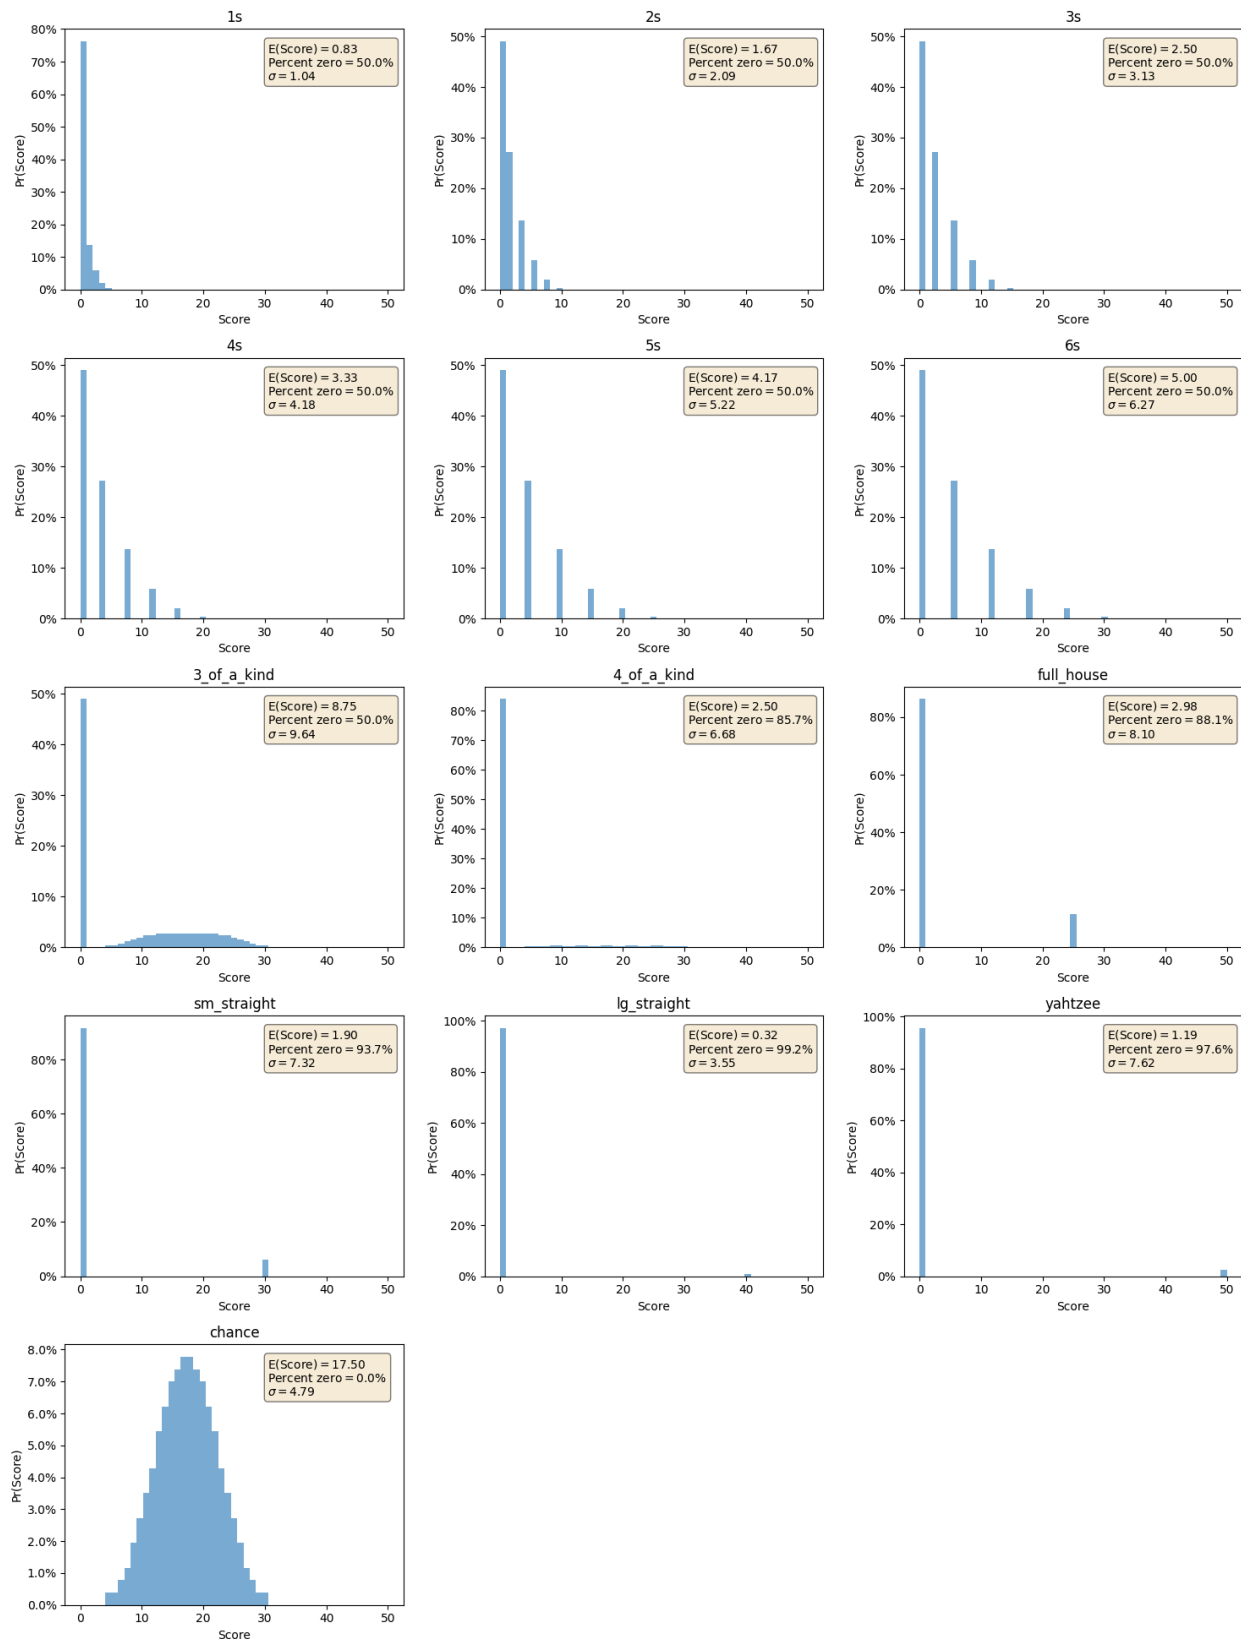 1s
80%
70%
60%
50%
40%
30%
20%
10%
0%
Pr(Score)
E(Score) = 0.83
Percent zero = 50.0%
σ = 1.04
0 10 20 30 40 50
Score
2s
50%
40%
30%
20%
10%
0%
Pr(Score)
E(Score) = 1.67
Percent zero = 50.0%
σ = 2.09
0 10 20 30 40 50
Score
3s
50%
40%
30%
20%
10%
0%
Pr(Score)
E(Score) = 2.50
Percent zero = 50.0%
σ = 3.13
0 10 20 30 40 50
Score
4s
50%
40%
30%
20%
10%
0%
Pr(Score)
E(Score) = 3.33
Percent zero = 50.0%
σ = 4.18
0 10 20 30 40 50
Score
5s
50%
40%
30%
20%
10%
0%
Pr(Score)
E(Score) = 4.17
Percent zero = 50.0%
σ = 5.22
0 10 20 30 40 50
Score
6s
50%
40%
30%
20%
10%
0%
Pr(Score)
E(Score) = 5.00
Percent zero = 50.0%
σ = 6.27
0 10 20 30 40 50
Score
3_of_a_kind
50%
40%
30%
20%
10%
0%
Pr(Score)
E(Score) = 8.75
Percent zero = 50.0%
σ = 9.64
0 10 20 30 40 50
Score
4_of_a_kind
80%
70%
60%
50%
40%
30%
20%
10%
0%
Pr(Score)
E(Score) = 2.50
Percent zero = 85.7%
σ = 6.68
0 10 20 30 40 50
Score
full_house
80%
60%
40%
20%
0%
Pr(Score)
E(Score) = 2.98
Percent zero = 88.1%
σ = 8.10
0 10 20 30 40 50
Score
sm_straight
80%
60%
40%
20%
0%
Pr(Score)
E(Score) = 1.90
Percent zero = 93.7%
σ = 7.32
0 10 20 30 40 50
Score
lg_straight
100%
80%
60%
40%
20%
0%
Pr(Score)
E(Score) = 0.32
Percent zero = 99.2%
σ = 3.55
0 10 20 30 40 50
Score
yahtzee
100%
80%
60%
40%
20%
0%
Pr(Score)
E(Score) = 1.19
Percent zero = 97.6%
σ = 7.62
0 10 20 30 40 50
Score
chance
8.0%
7.0%
6.0%
5.0%
4.0%
3.0%
2.0%
1.0%
0.0%
Pr(Score)
E(Score) = 17.50
Percent zero = 0.0%
σ = 4.79
0 10 20 30 40 50
Score